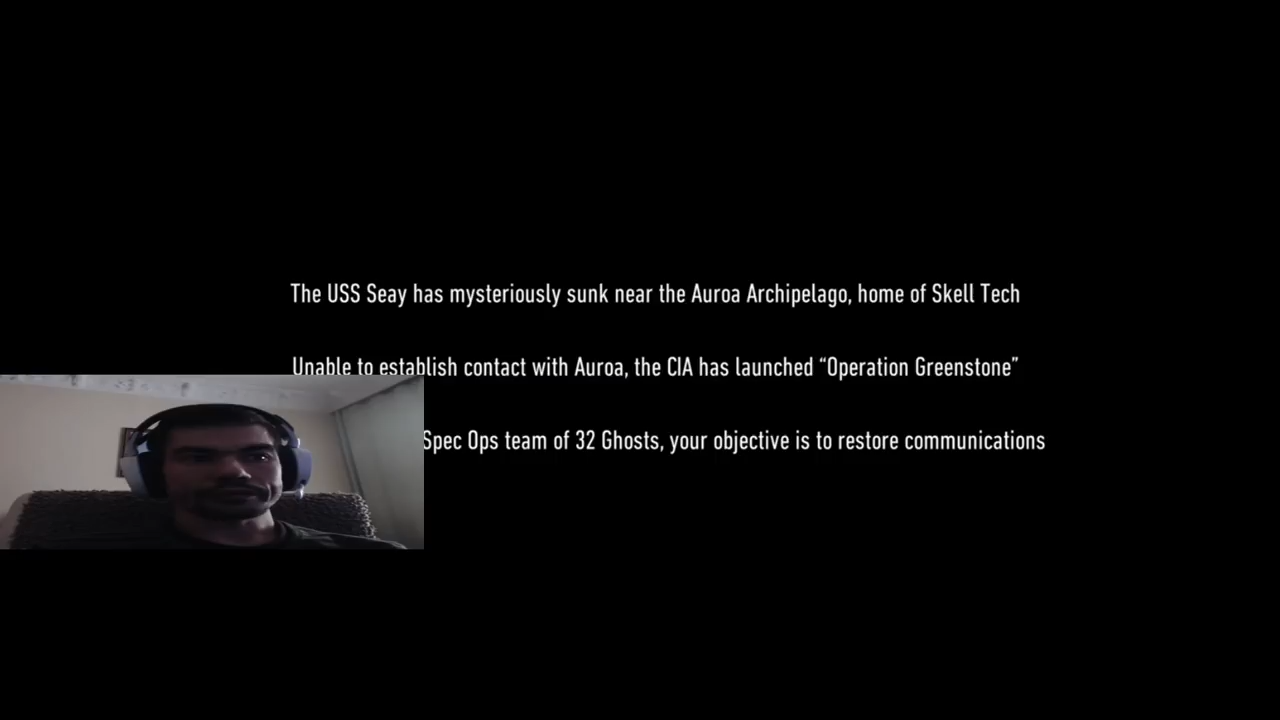 The USS Seay has mysteriously sunk near the Auroa Archipelago, home of Skell Tech
Unable to establish contact with Auroa, the CIA has launched “Operation Greenstone”
Spec Ops team of 32 Ghosts, your objective is to restore communications